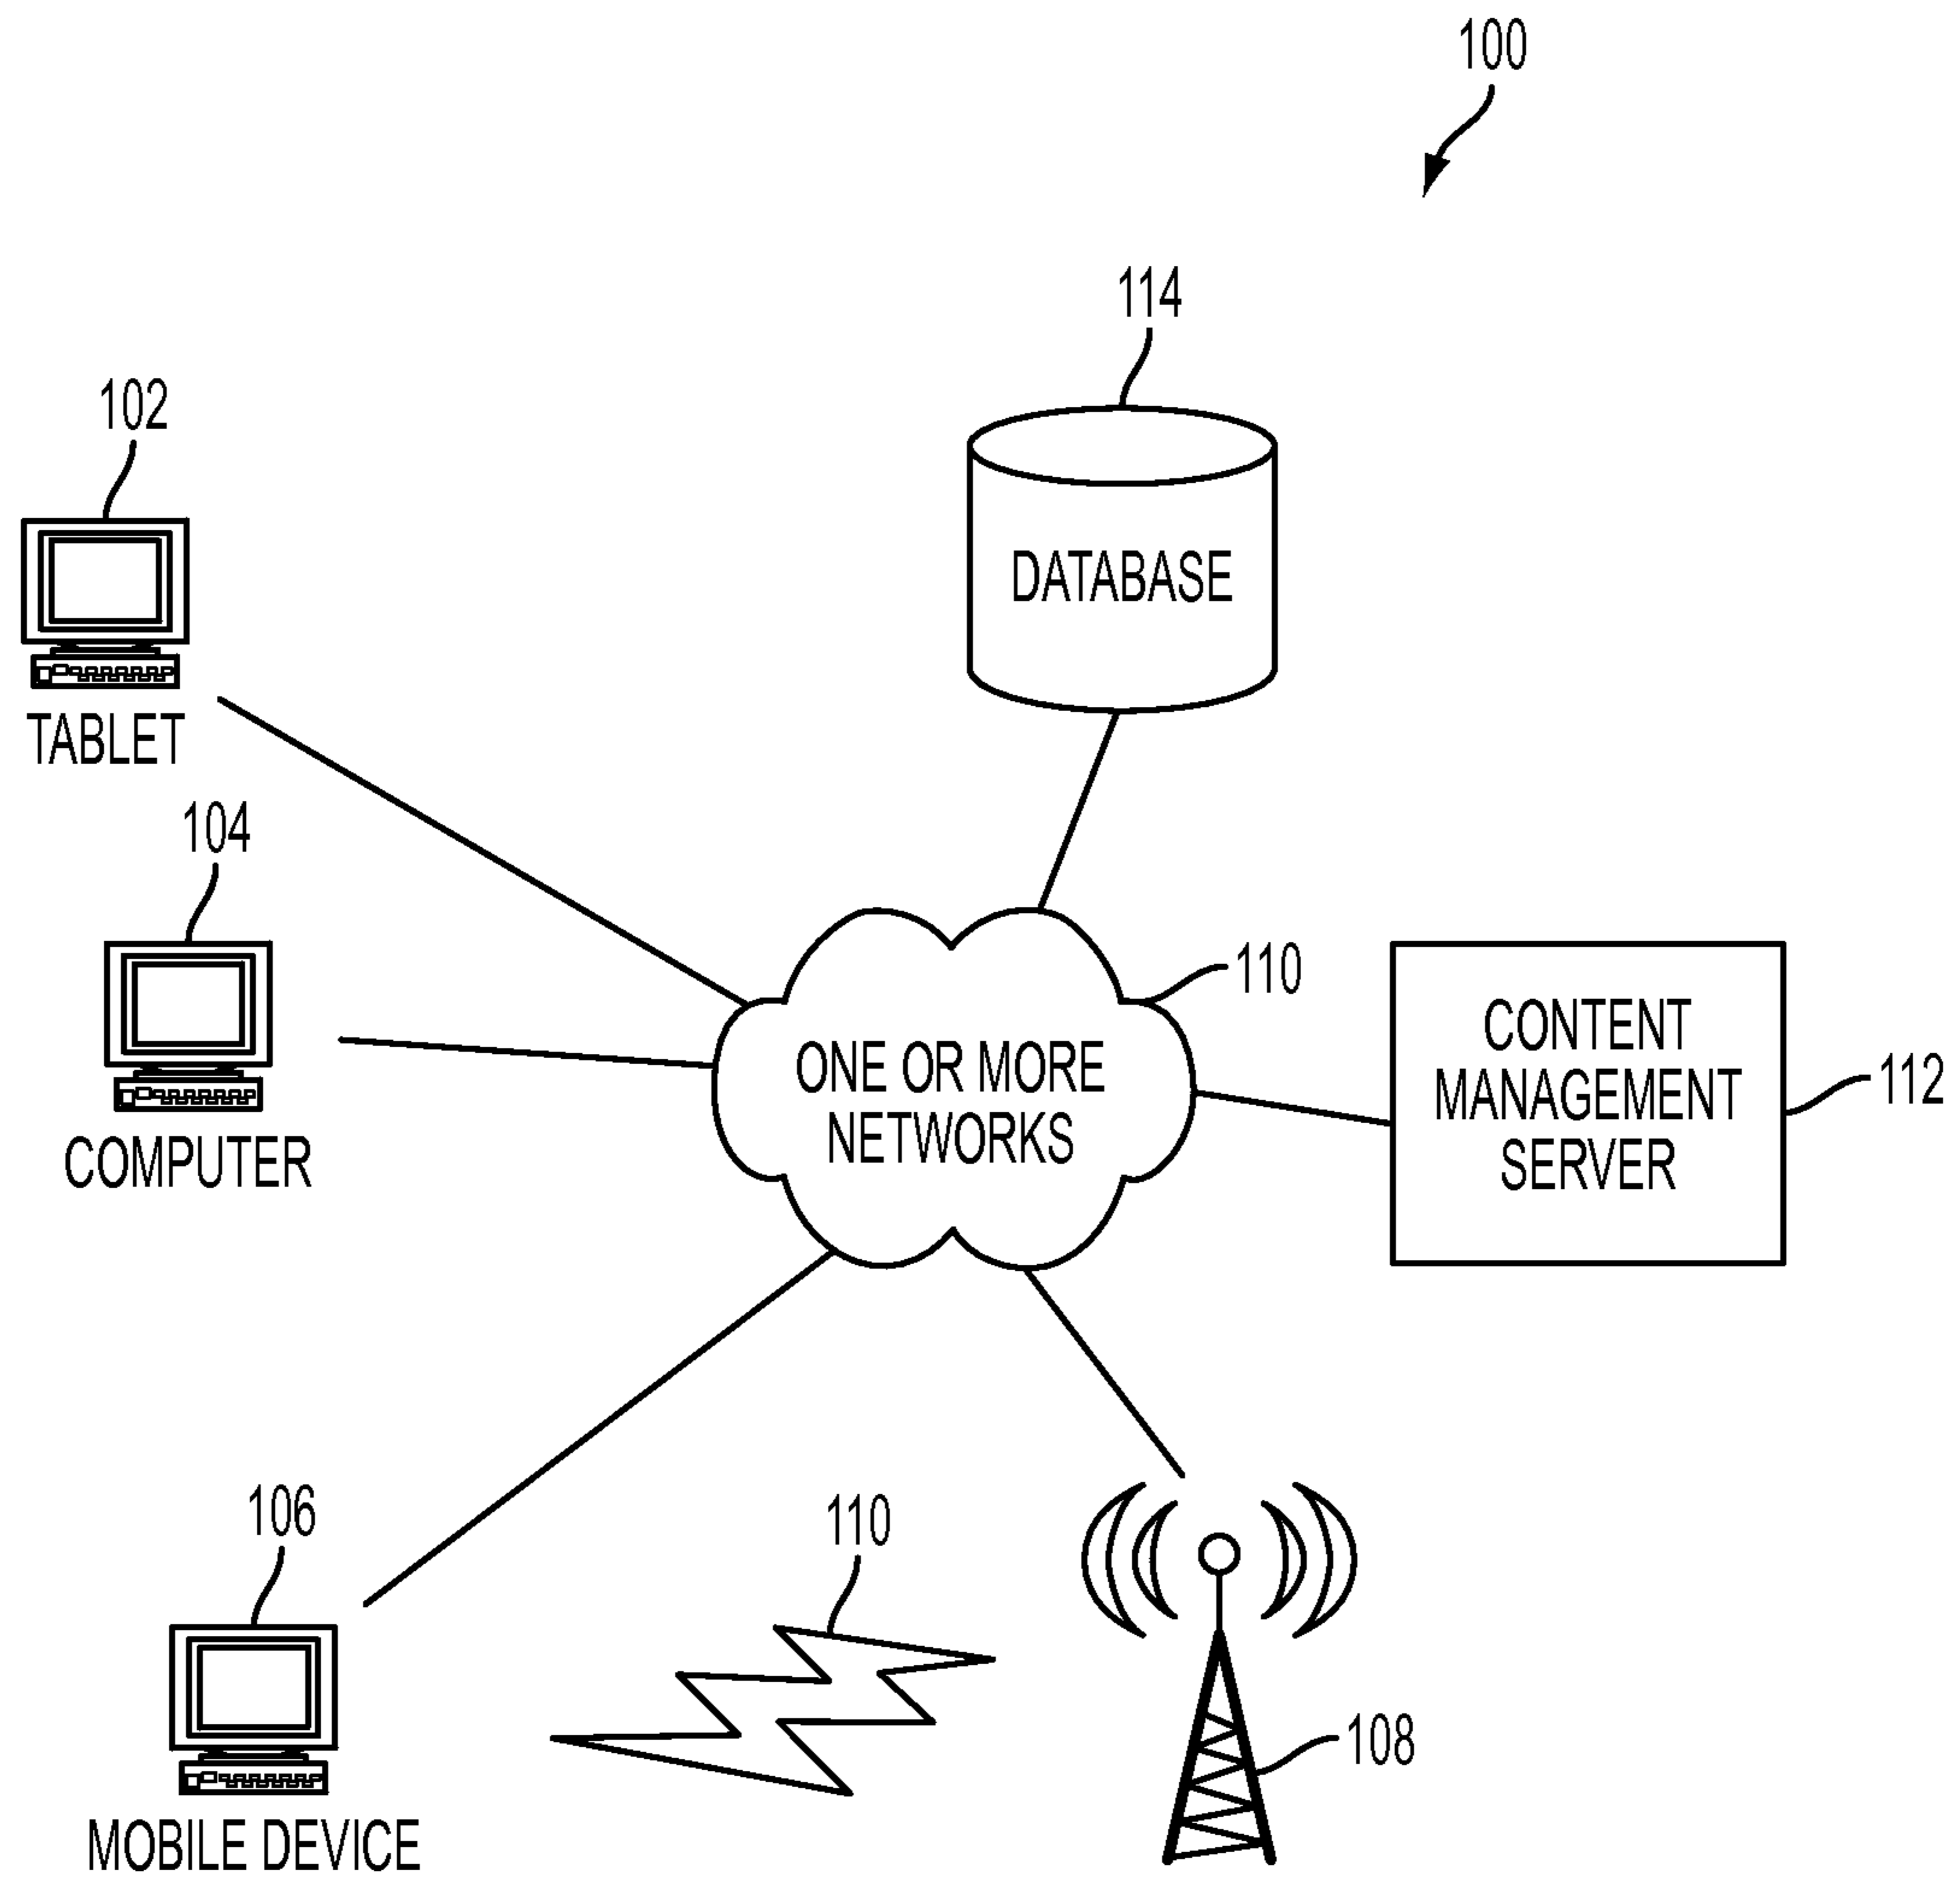 100
114
102
DATABASE
TABLET
104
110
ONE OR MORE
NETWORKS
CONTENT
MANAGEMENT
SERVER
112
COMPUTER
106
110
108
MOBILE DEVICE